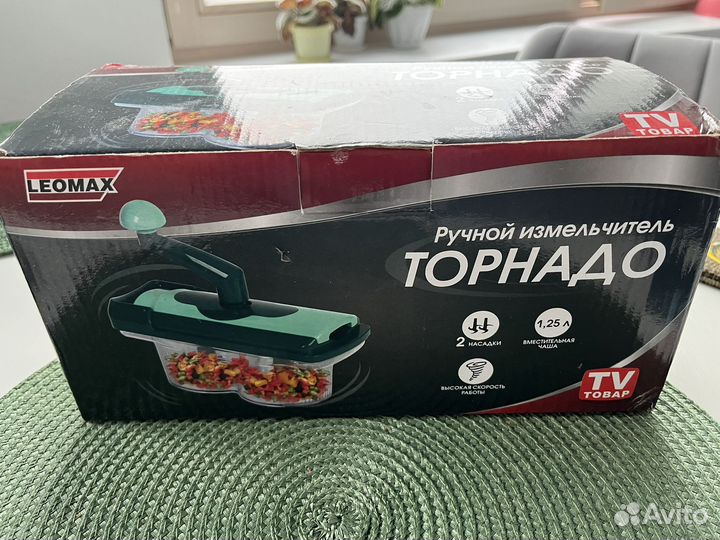 ТОРНАДО
TV
ТОВАР
LEOMAX
Ручной измельчитель
ТОРНАДО
2 НАСАДКИ
1,25 л
ВМЕСТИТЕЛЬНАЯ
ЧАША
ВЫСОКАЯ СКОРОСТЬ
РАБОТЫ
TV
ТОВАР
Avito